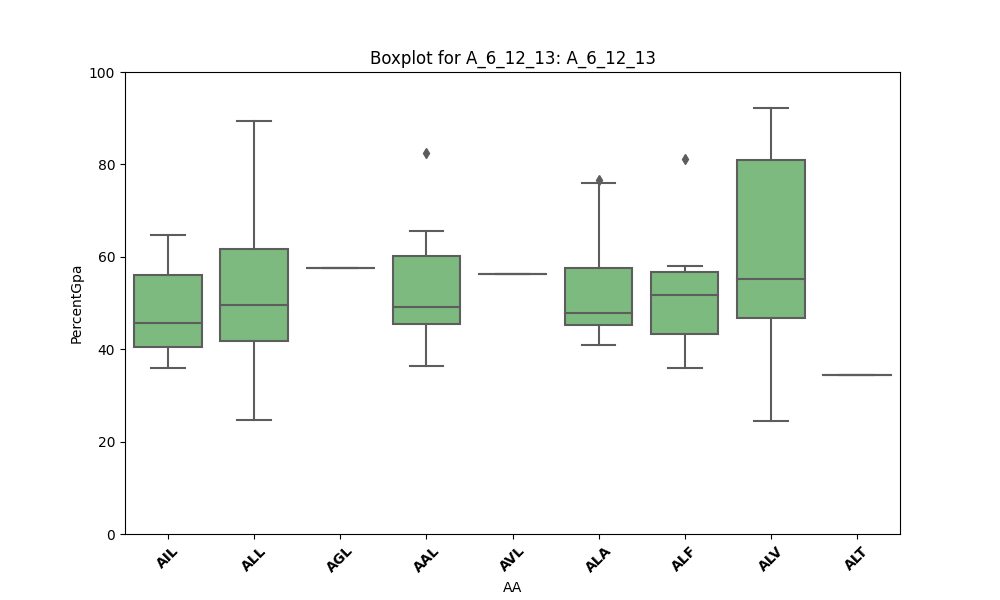 Boxplot for A_6_12_13: A_6_12_13
100
80
60
40
20
0
PercentGpa
AIL
ALL
AGL
AAL
AVL
ALA
ALF
ALV
ALT
AA